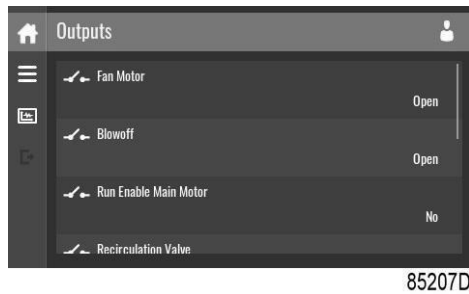 Outputs
Fan Motor
Open
Blowoff
Open
Run Enable Main Motor
No
Recirculation Valve
85207D